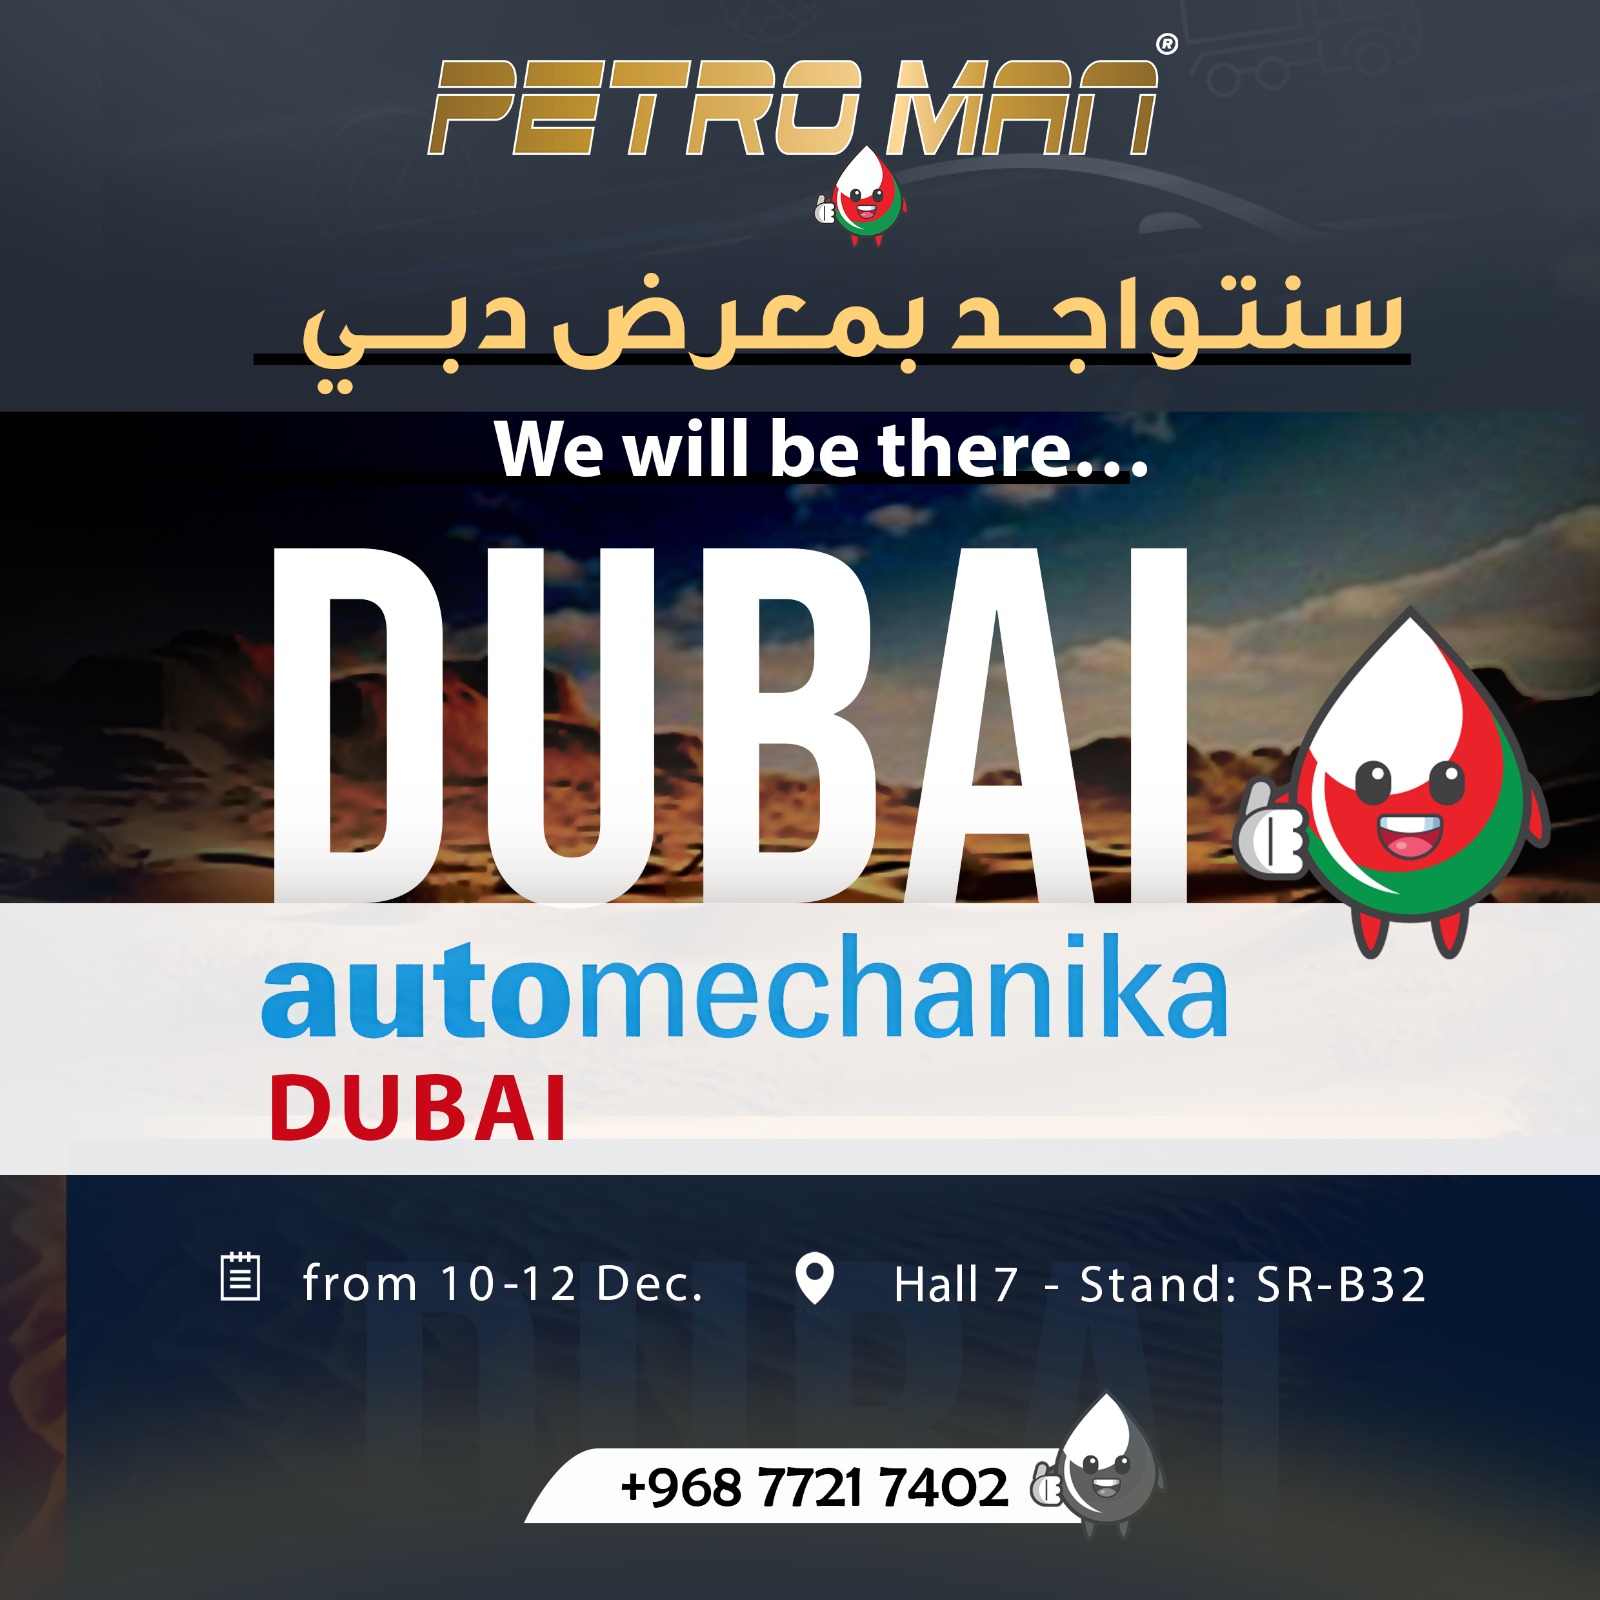 PETRO MAN®
سنتواجد بمعرض دبي
We will be there...
DUBAI
automechanika
DUBAI
from 10-12 Dec.
Hall 7 - Stand: SR-B32
DUBAI
+968 7721 7402